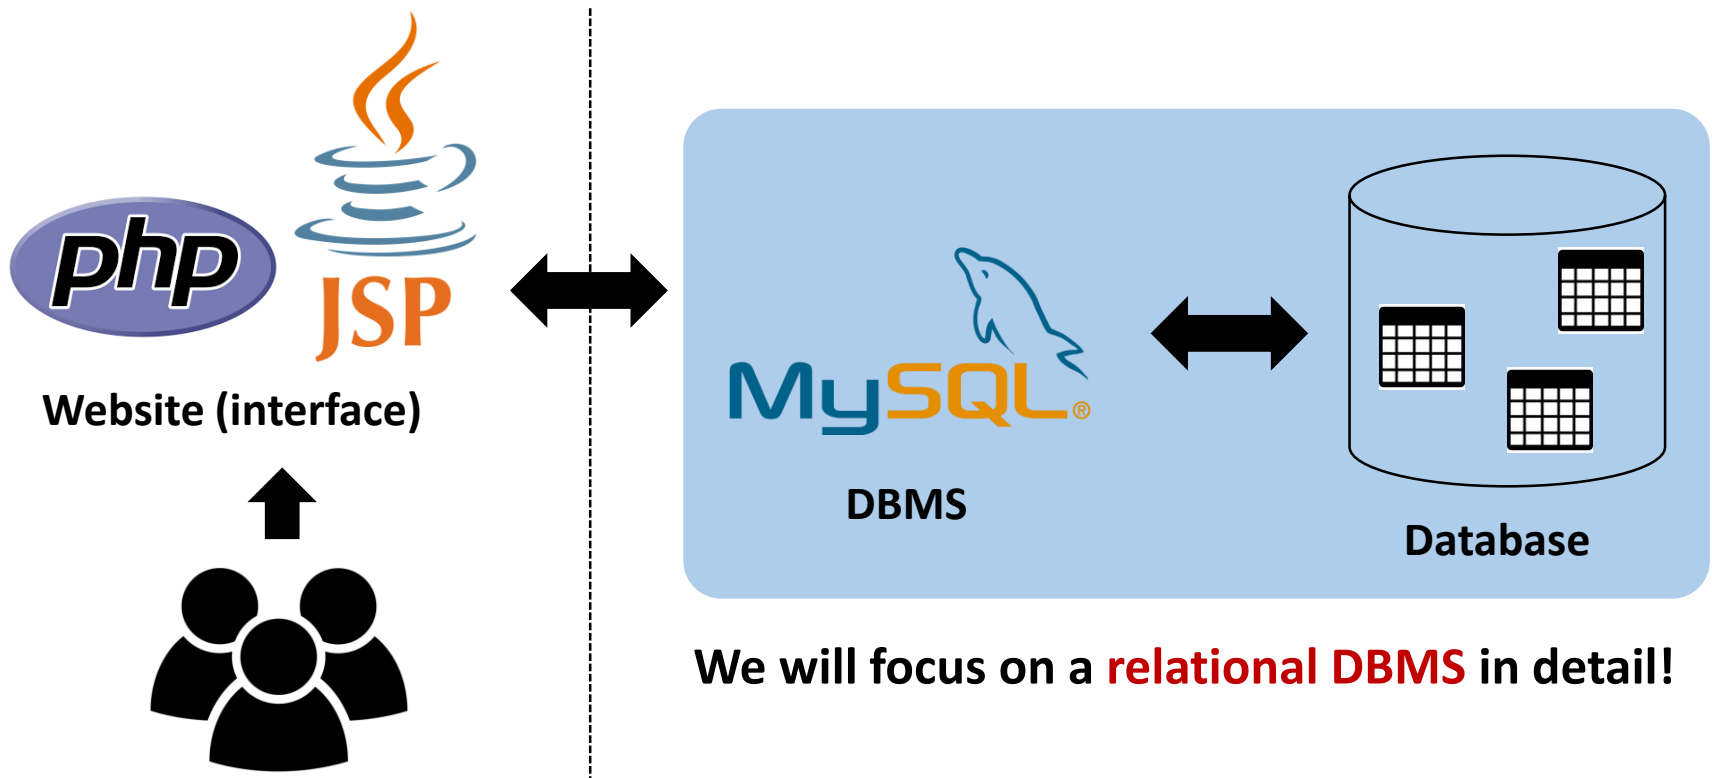 php
JSP
Website (interface)
MySQL®
DBMS
Database
We will focus on a relational DBMS in detail!